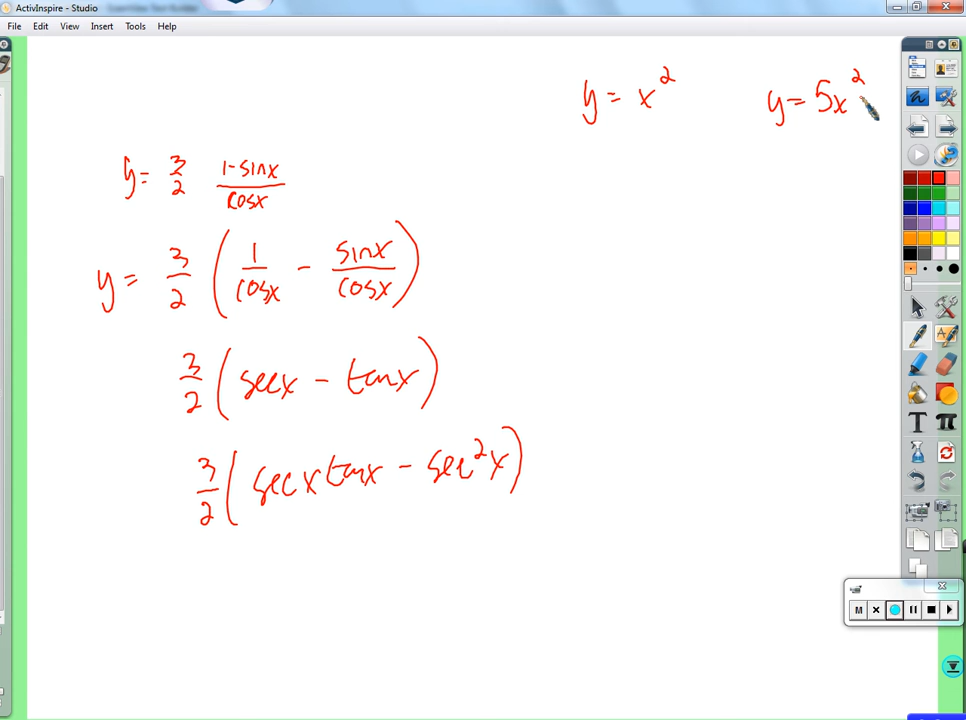 ActivInspire - Studio
File Edit View Insert Tools Help
y = x² y = 5x²
y = 3/2 (1-sinx)/cosx
y = 3/2 ( 1/cosx - sinx/cosx )
3/2 ( secx - tanx )
3/2 ( secx tanx - sec²x )
M